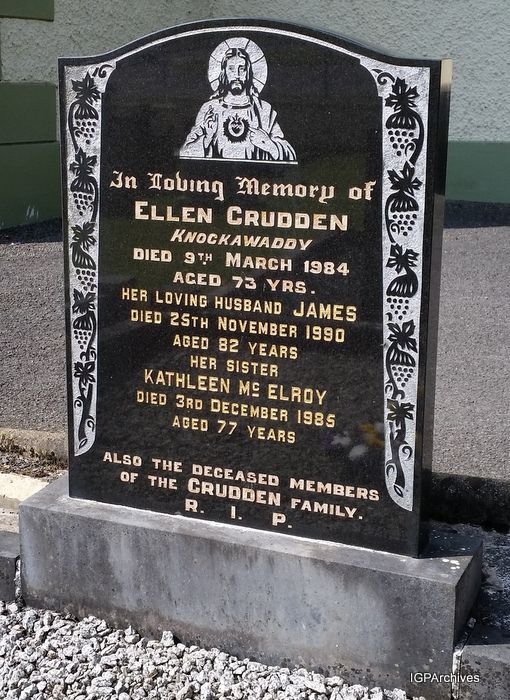 In Loving Memory of
ELLEN CRUDDEN
KNOCKAWADDY
DIED 9TH MARCH 1984
AGED 73 YRS.
HER LOVING HUSBAND JAMES
DIED 25TH NOVEMBER 1990
AGED 82 YEARS
HER SISTER
KATHLEEN Mc ELROY
DIED 3RD DECEMBER 1985
AGED 77 YEARS
ALSO THE DECEASED MEMBERS
OF THE CRUDDEN FAMILY.
R. I. P.
IGPArchives